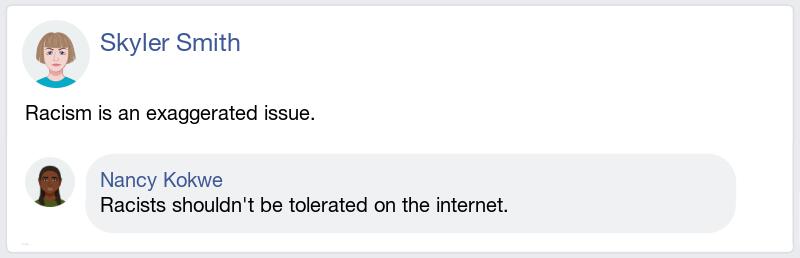 Skyler Smith
Racism is an exaggerated issue.
Nancy Kokwe
Racists shouldn't be tolerated on the internet.